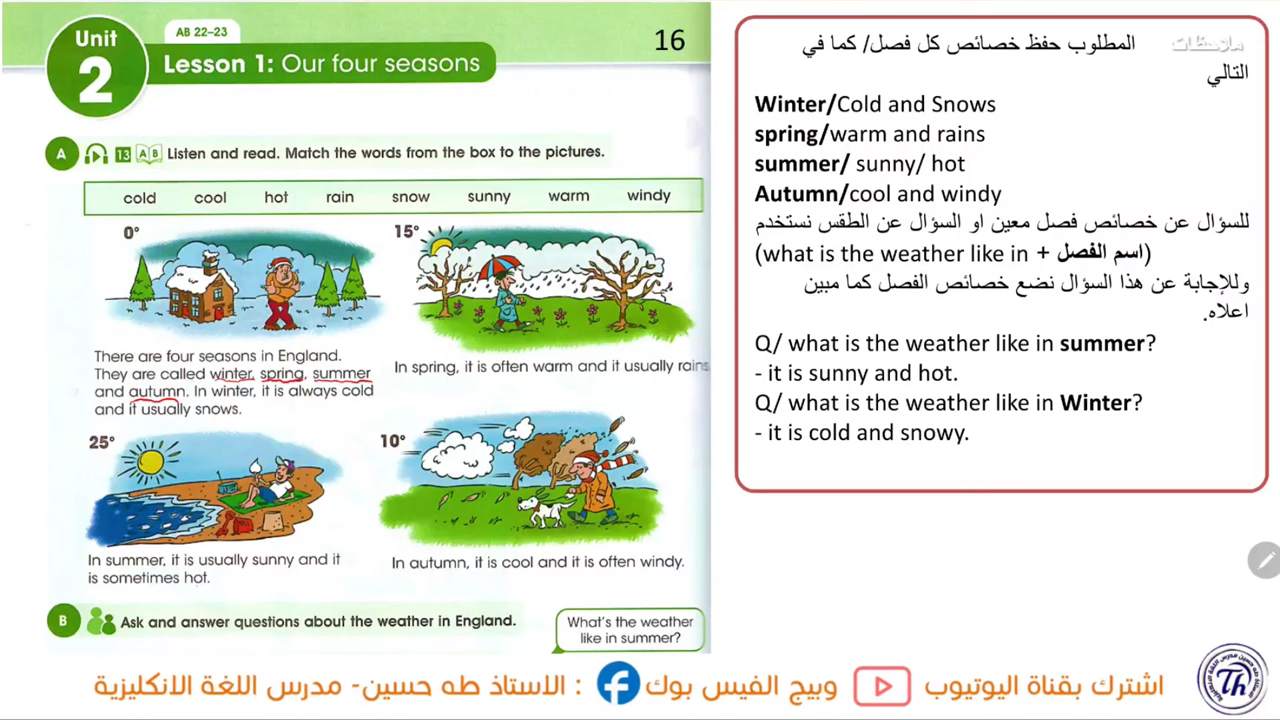 Unit
2
AB 22–23
Lesson 1: Our four seasons
16
A
13
A B
Listen and read. Match the words from the box to the pictures.
cold cool hot rain snow sunny warm windy
0°
There are four seasons in England.
They are called winter, spring, summer
and autumn. In winter, it is always cold
and it usually snows.
15°
In spring, it is often warm and it usually rains
25°
In summer, it is usually sunny and it
is sometimes hot.
10°
In autumn, it is cool and it is often windy.
B
Ask and answer questions about the weather in England.
What's the weather
like in summer?
ملاحظات
المطلوب حفظ خصائص كل فصل/ كما في
التالي
Winter/Cold and Snows
spring/warm and rains
summer/ sunny/ hot
Autumn/cool and windy
للسؤال عن خصائص فصل معين او السؤال عن الطقس نستخدم
(what is the weather like in + اسم الفصل)
وللإجابة عن هذا السؤال نضع خصائص الفصل كما مبين
اعلاه.
Q/ what is the weather like in summer?
- it is sunny and hot.
Q/ what is the weather like in Winter?
- it is cold and snowy.
اشترك بقناة اليوتيوب وبيج الفيس بوك : الاستاذ طه حسين- مدرس اللغة الانكليزية
Th